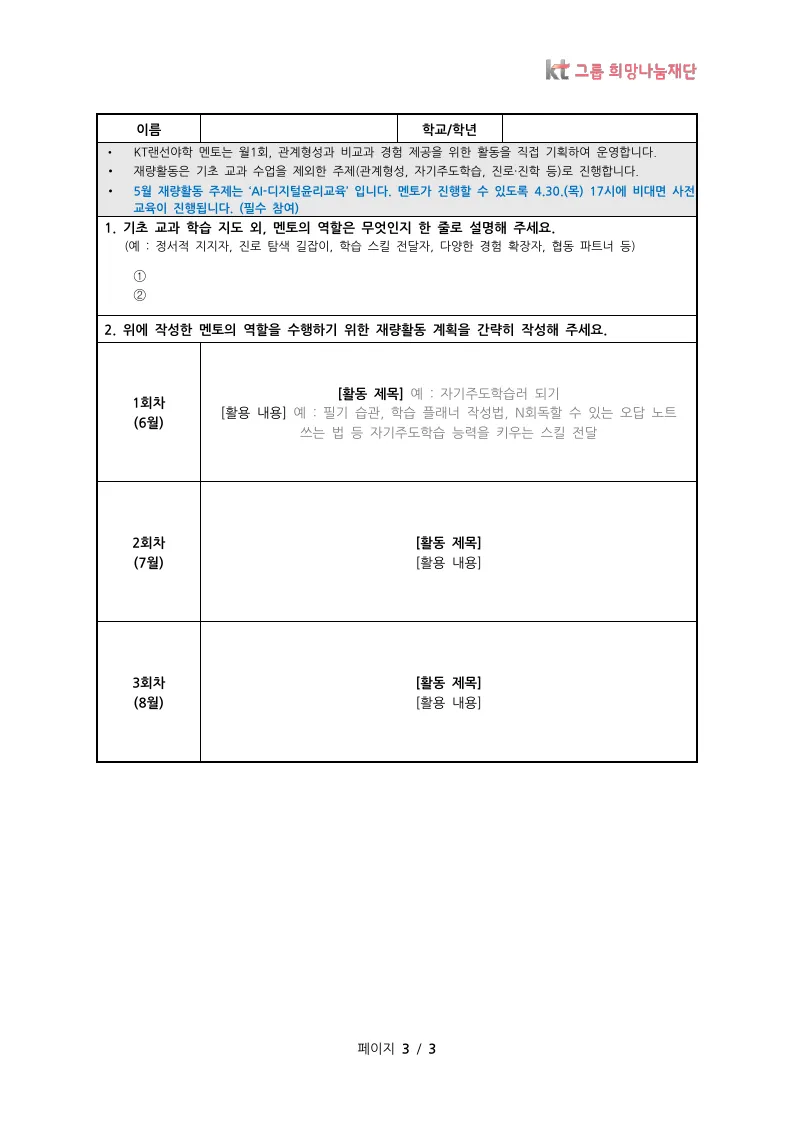 kt 그룹 희망나눔재단
이름 학교/학년
• KT랜선야학 멘토는 월1회, 관계형성과 비교과 경험 제공을 위한 활동을 직접 기획하여 운영합니다.
• 재량활동은 기초 교과 수업을 제외한 주제(관계형성, 자기주도학습, 진로·진학 등)로 진행합니다.
• 5월 재량활동 주제는 ‘AI-디지털윤리교육’ 입니다. 멘토가 진행할 수 있도록 4.30.(목) 17시에 비대면 사전
교육이 진행됩니다. (필수 참여)
1. 기초 교과 학습 지도 외, 멘토의 역할은 무엇인지 한 줄로 설명해 주세요.
(예 : 정서적 지지자, 진로 탐색 길잡이, 학습 스킬 전달자, 다양한 경험 확장자, 협동 파트너 등)
①
②
2. 위에 작성한 멘토의 역할을 수행하기 위한 재량활동 계획을 간략히 작성해 주세요.
1회차
(6월)
[활동 제목] 예 : 자기주도학습러 되기
[활용 내용] 예 : 필기 습관, 학습 플래너 작성법, N회독할 수 있는 오답 노트
쓰는 법 등 자기주도학습 능력을 키우는 스킬 전달
2회차
(7월)
[활동 제목]
[활용 내용]
3회차
(8월)
[활동 제목]
[활용 내용]
페이지 3 / 3